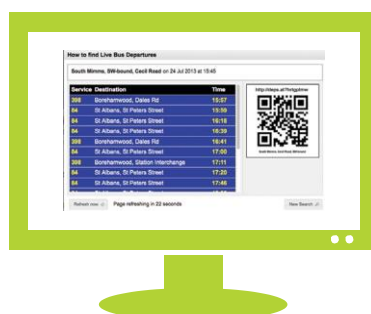 How to find Live Bus Departures
South Mimms, SW-bound, Cecil Road on 24 Jul 2013 at 15:45
Service Destination Time
398 Borehamwood, Dales Rd 15:57
84 St Albans, St Peters Street 15:59
84 St Albans, St Peters Street 16:18
84 St Albans, St Peters Street 16:39
398 Borehamwood, Dales Rd 16:41
84 St Albans, St Peters Street 17:00
398 Borehamwood, Station Interchange 17:11
84 St Albans, St Peters Street 17:20
84 St Albans, St Peters Street 17:46
Refresh now
Page refreshing in 22 seconds
New Search